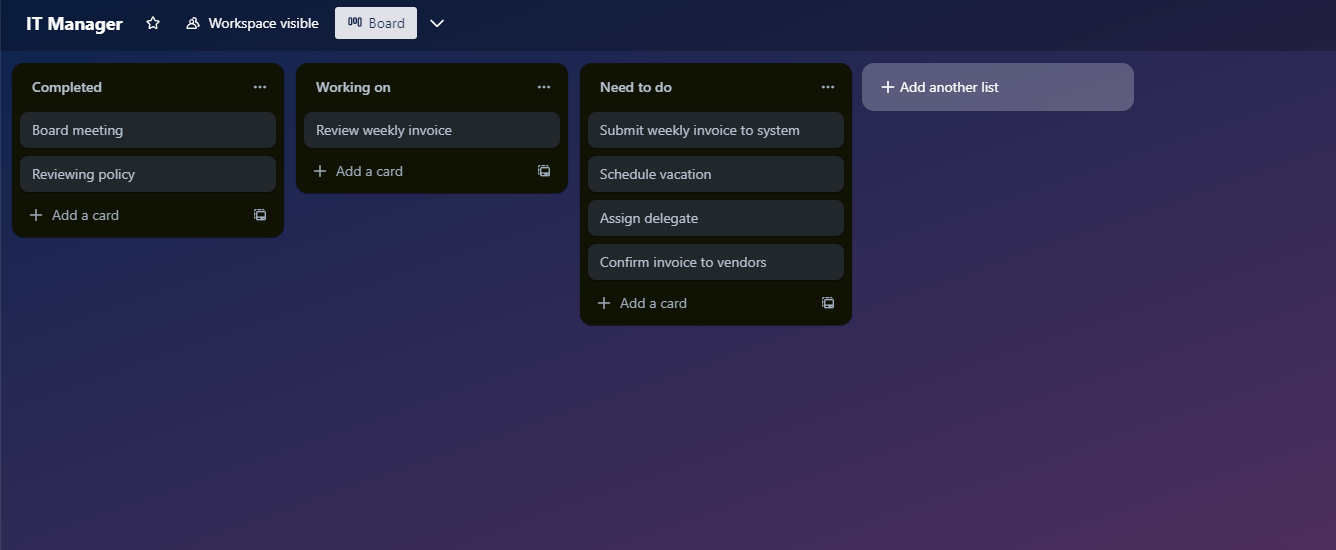 IT Manager
Workspace visible
Board
Completed
Board meeting
Reviewing policy
Add a card
Working on
Review weekly invoice
Add a card
Need to do
Submit weekly invoice to system
Schedule vacation
Assign delegate
Confirm invoice to vendors
Add a card
Add another list